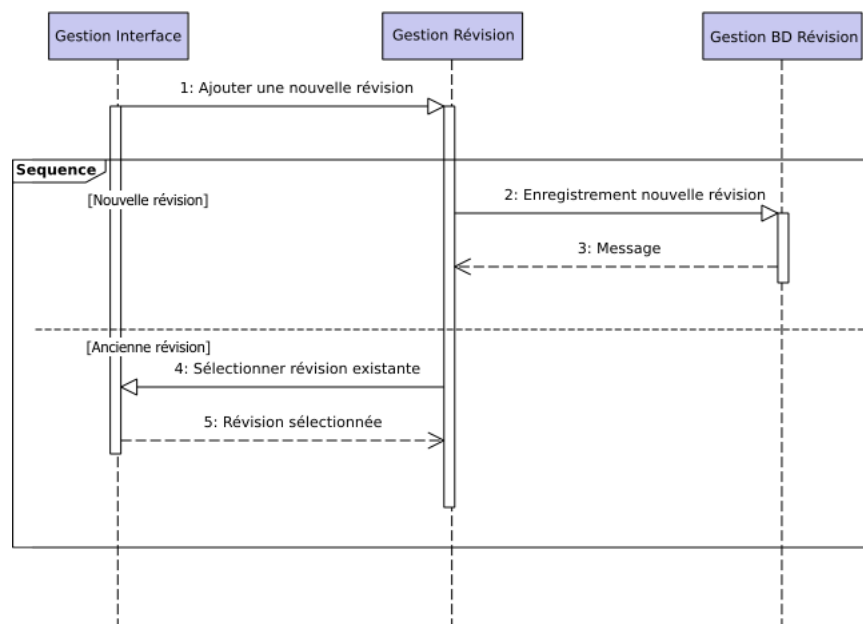 Gestion Interface
Gestion Révision
Gestion BD Révision
1: Ajouter une nouvelle révision
Sequence
[Nouvelle révision]
2: Enregistrement nouvelle révision
3: Message
[Ancienne révision]
4: Sélectionner révision existante
5: Révision sélectionnée